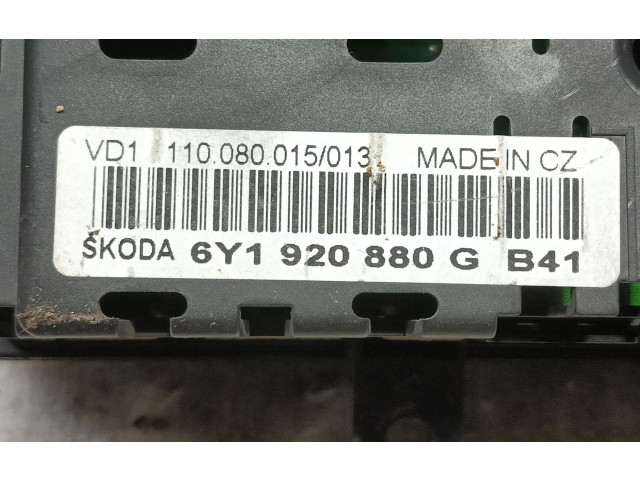 VD1 110.080.015/013 MADE IN CZ
ŠKODA 6Y1 920 880 G B41